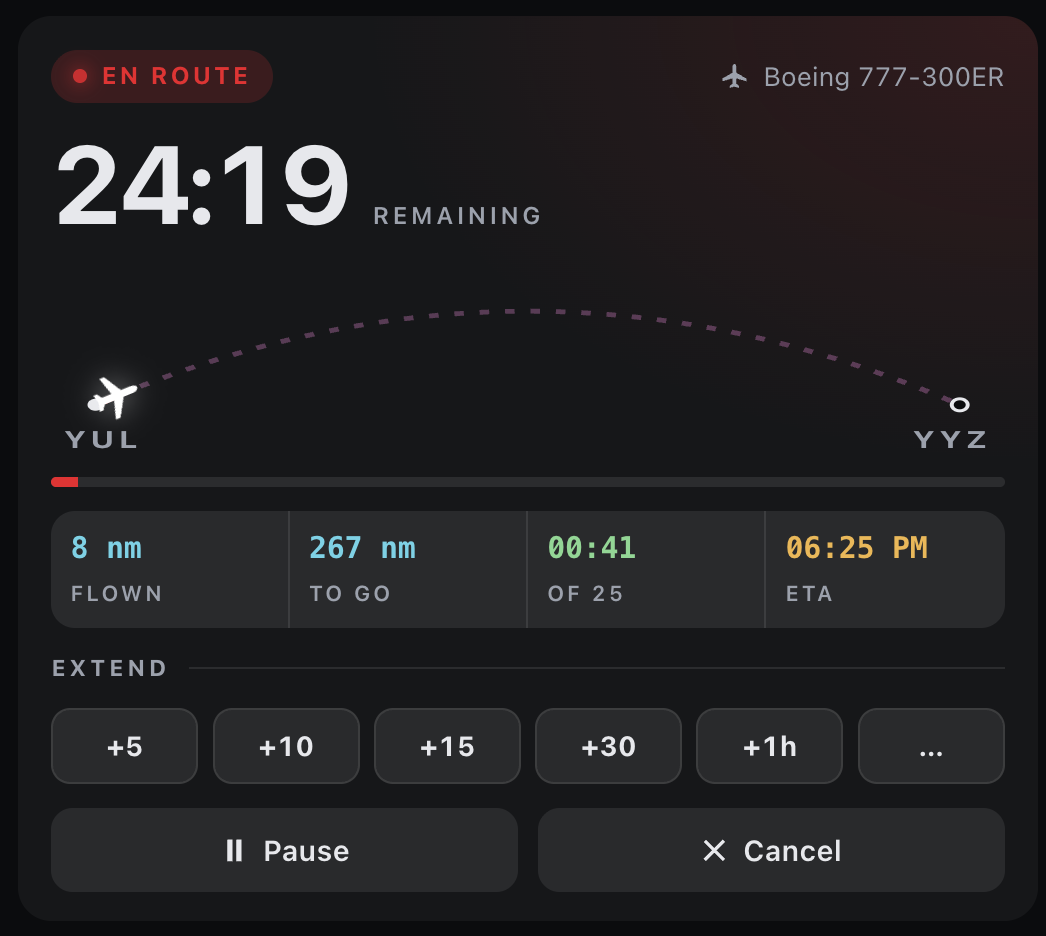 EN ROUTE
Boeing 777-300ER
24:19 REMAINING
YUL
YYZ
8 nm
FLOWN
267 nm
TO GO
00:41
OF 25
06:25 PM
ETA
EXTEND
+5
+10
+15
+30
+1h
...
Pause
Cancel